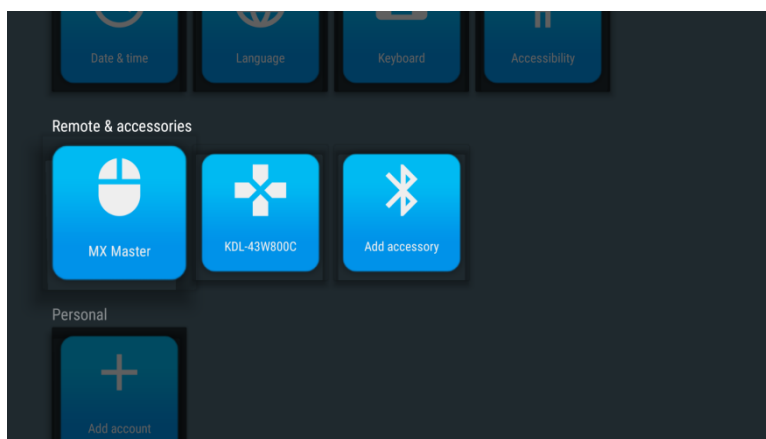 Date & time
Language
Keyboard
Accessibility
Remote & accessories
MX Master
KDL-43W800C
Add accessory
Personal
Add account